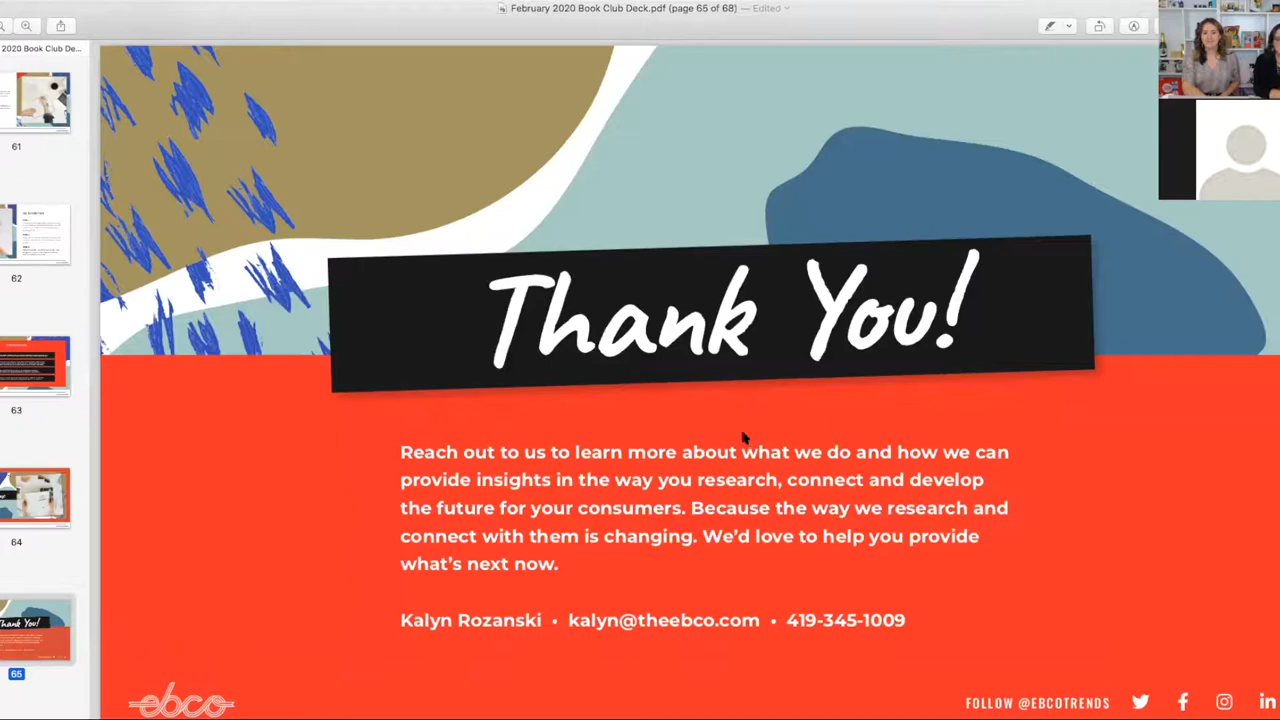 February 2020 Book Club Deck.pdf (page 65 of 68) — Edited
2020 Book Club De...
61
62
63
64
65
Thank You!
Reach out to us to learn more about what we do and how we can
provide insights in the way you research, connect and develop
the future for your consumers. Because the way we research and
connect with them is changing. We’d love to help you provide
what’s next now.
Kalyn Rozanski • kalyn@theebco.com • 419-345-1009
ebco
FOLLOW @EBCOTRENDS